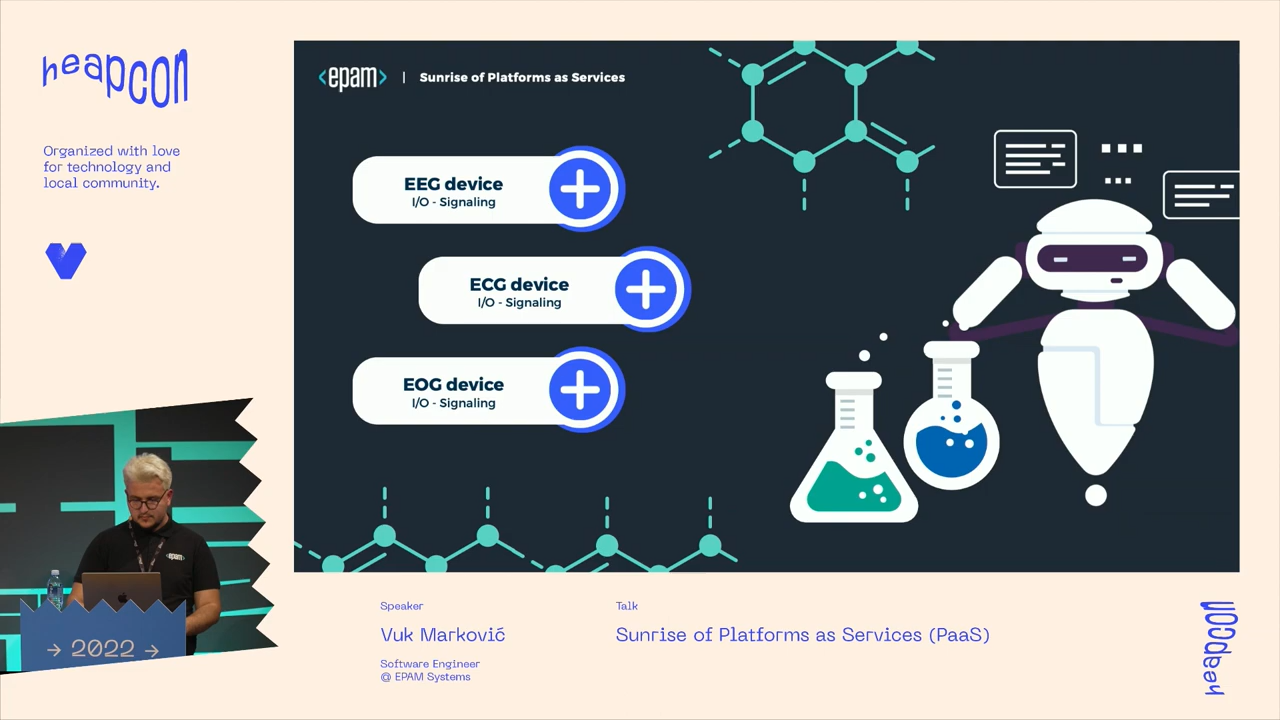 heapcon
Organized with love
for technology and
local community.
<epam> | Sunrise of Platforms as Services
EEG device
I/O - Signaling
ECG device
I/O - Signaling
EOG device
I/O - Signaling
<epam>
→ 2022 →
Speaker
Vuk Marković
Software Engineer
@ EPAM Systems
Talk
Sunrise of Platforms as Services (PaaS)
heapcon